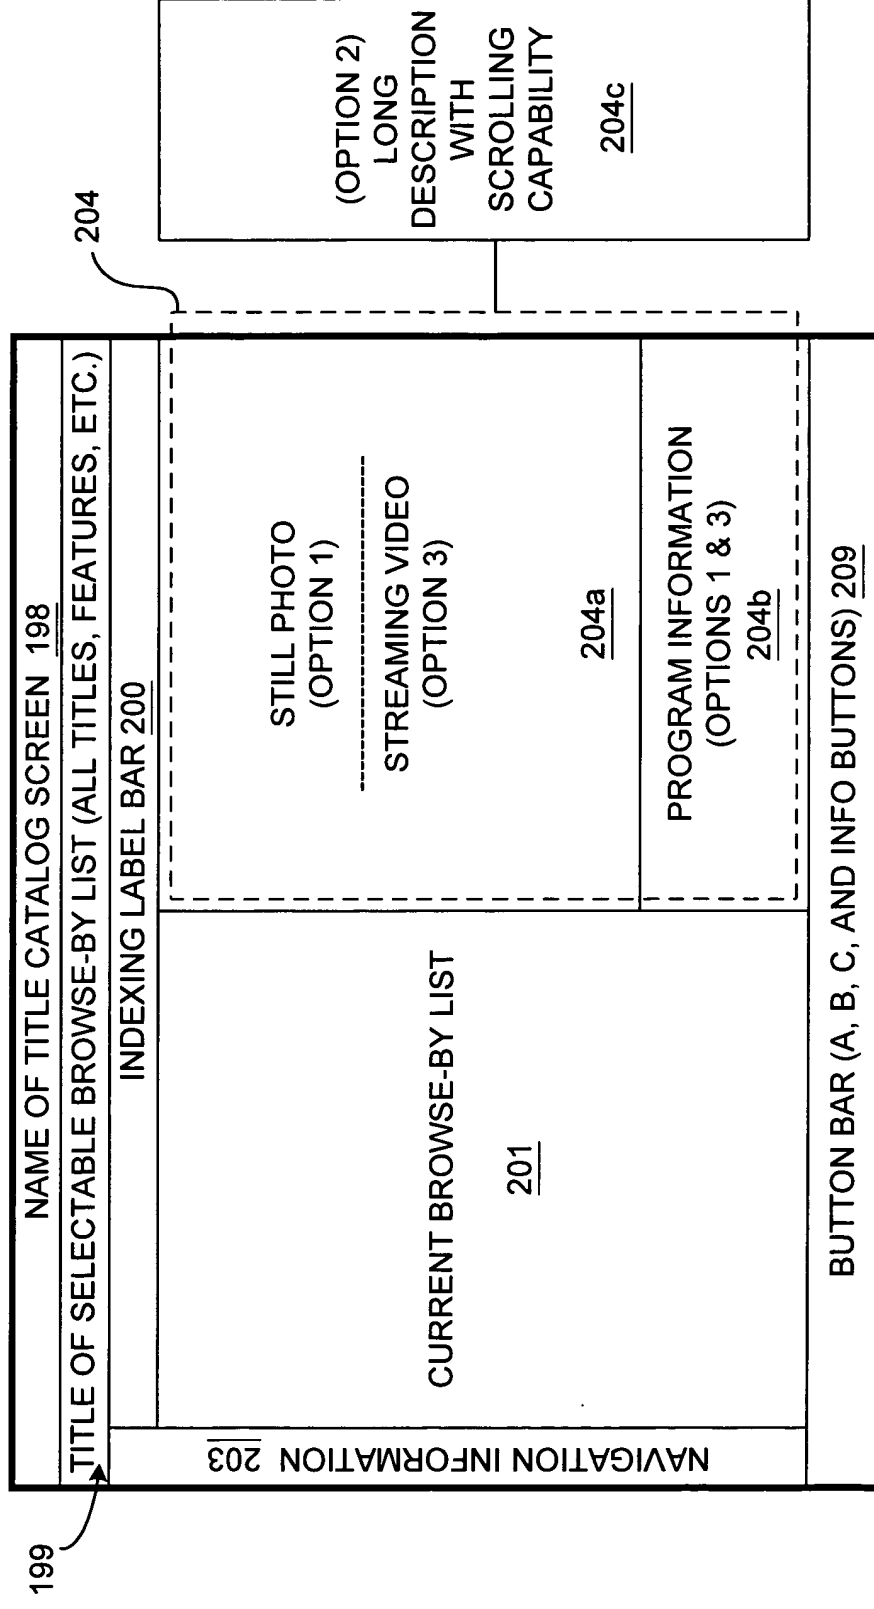 NAME OF TITLE CATALOG SCREEN 198
TITLE OF SELECTABLE BROWSE-BY LIST (ALL TITLES, FEATURES, ETC.)
199
INDEXING LABEL BAR 200
NAVIGATION INFORMATION 203
CURRENT BROWSE-BY LIST
201
204
STILL PHOTO
(OPTION 1)
STREAMING VIDEO
(OPTION 3)
204a
PROGRAM INFORMATION
(OPTIONS 1 & 3)
204b
(OPTION 2)
LONG
DESCRIPTION
WITH
SCROLLING
CAPABILITY
204c
BUTTON BAR (A, B, C, AND INFO BUTTONS) 209